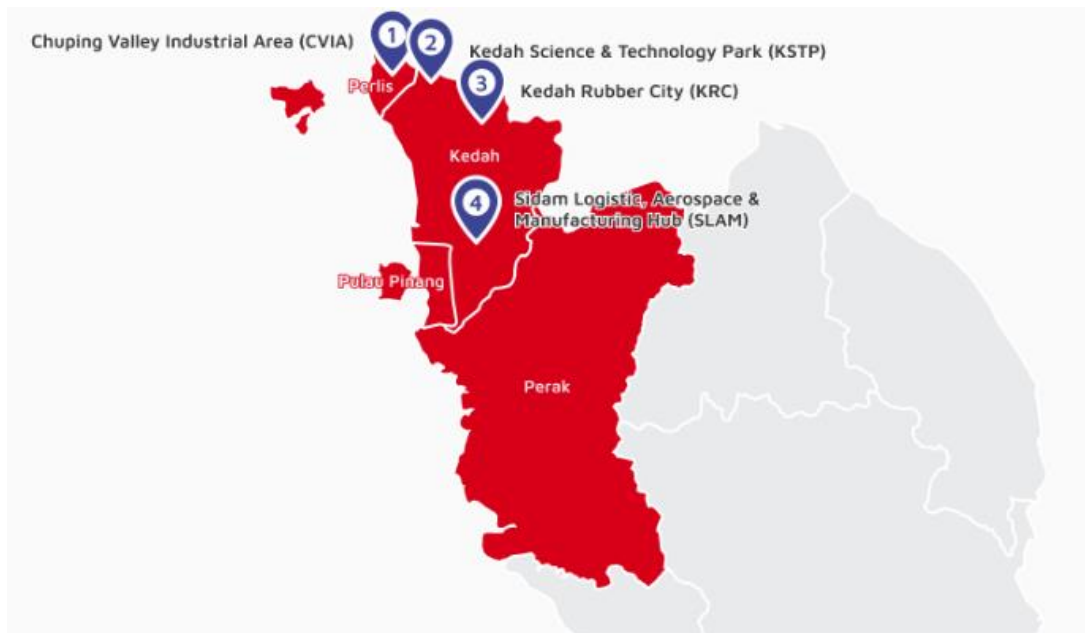 Chuping Valley Industrial Area (CVIA)
1
2
Kedah Science & Technology Park (KSTP)
3
Kedah Rubber City (KRC)
Perlis
Kedah
4
Sidam Logistic, Aerospace &
Manufacturing Hub (SLAM)
Pulau Pinang
Perak